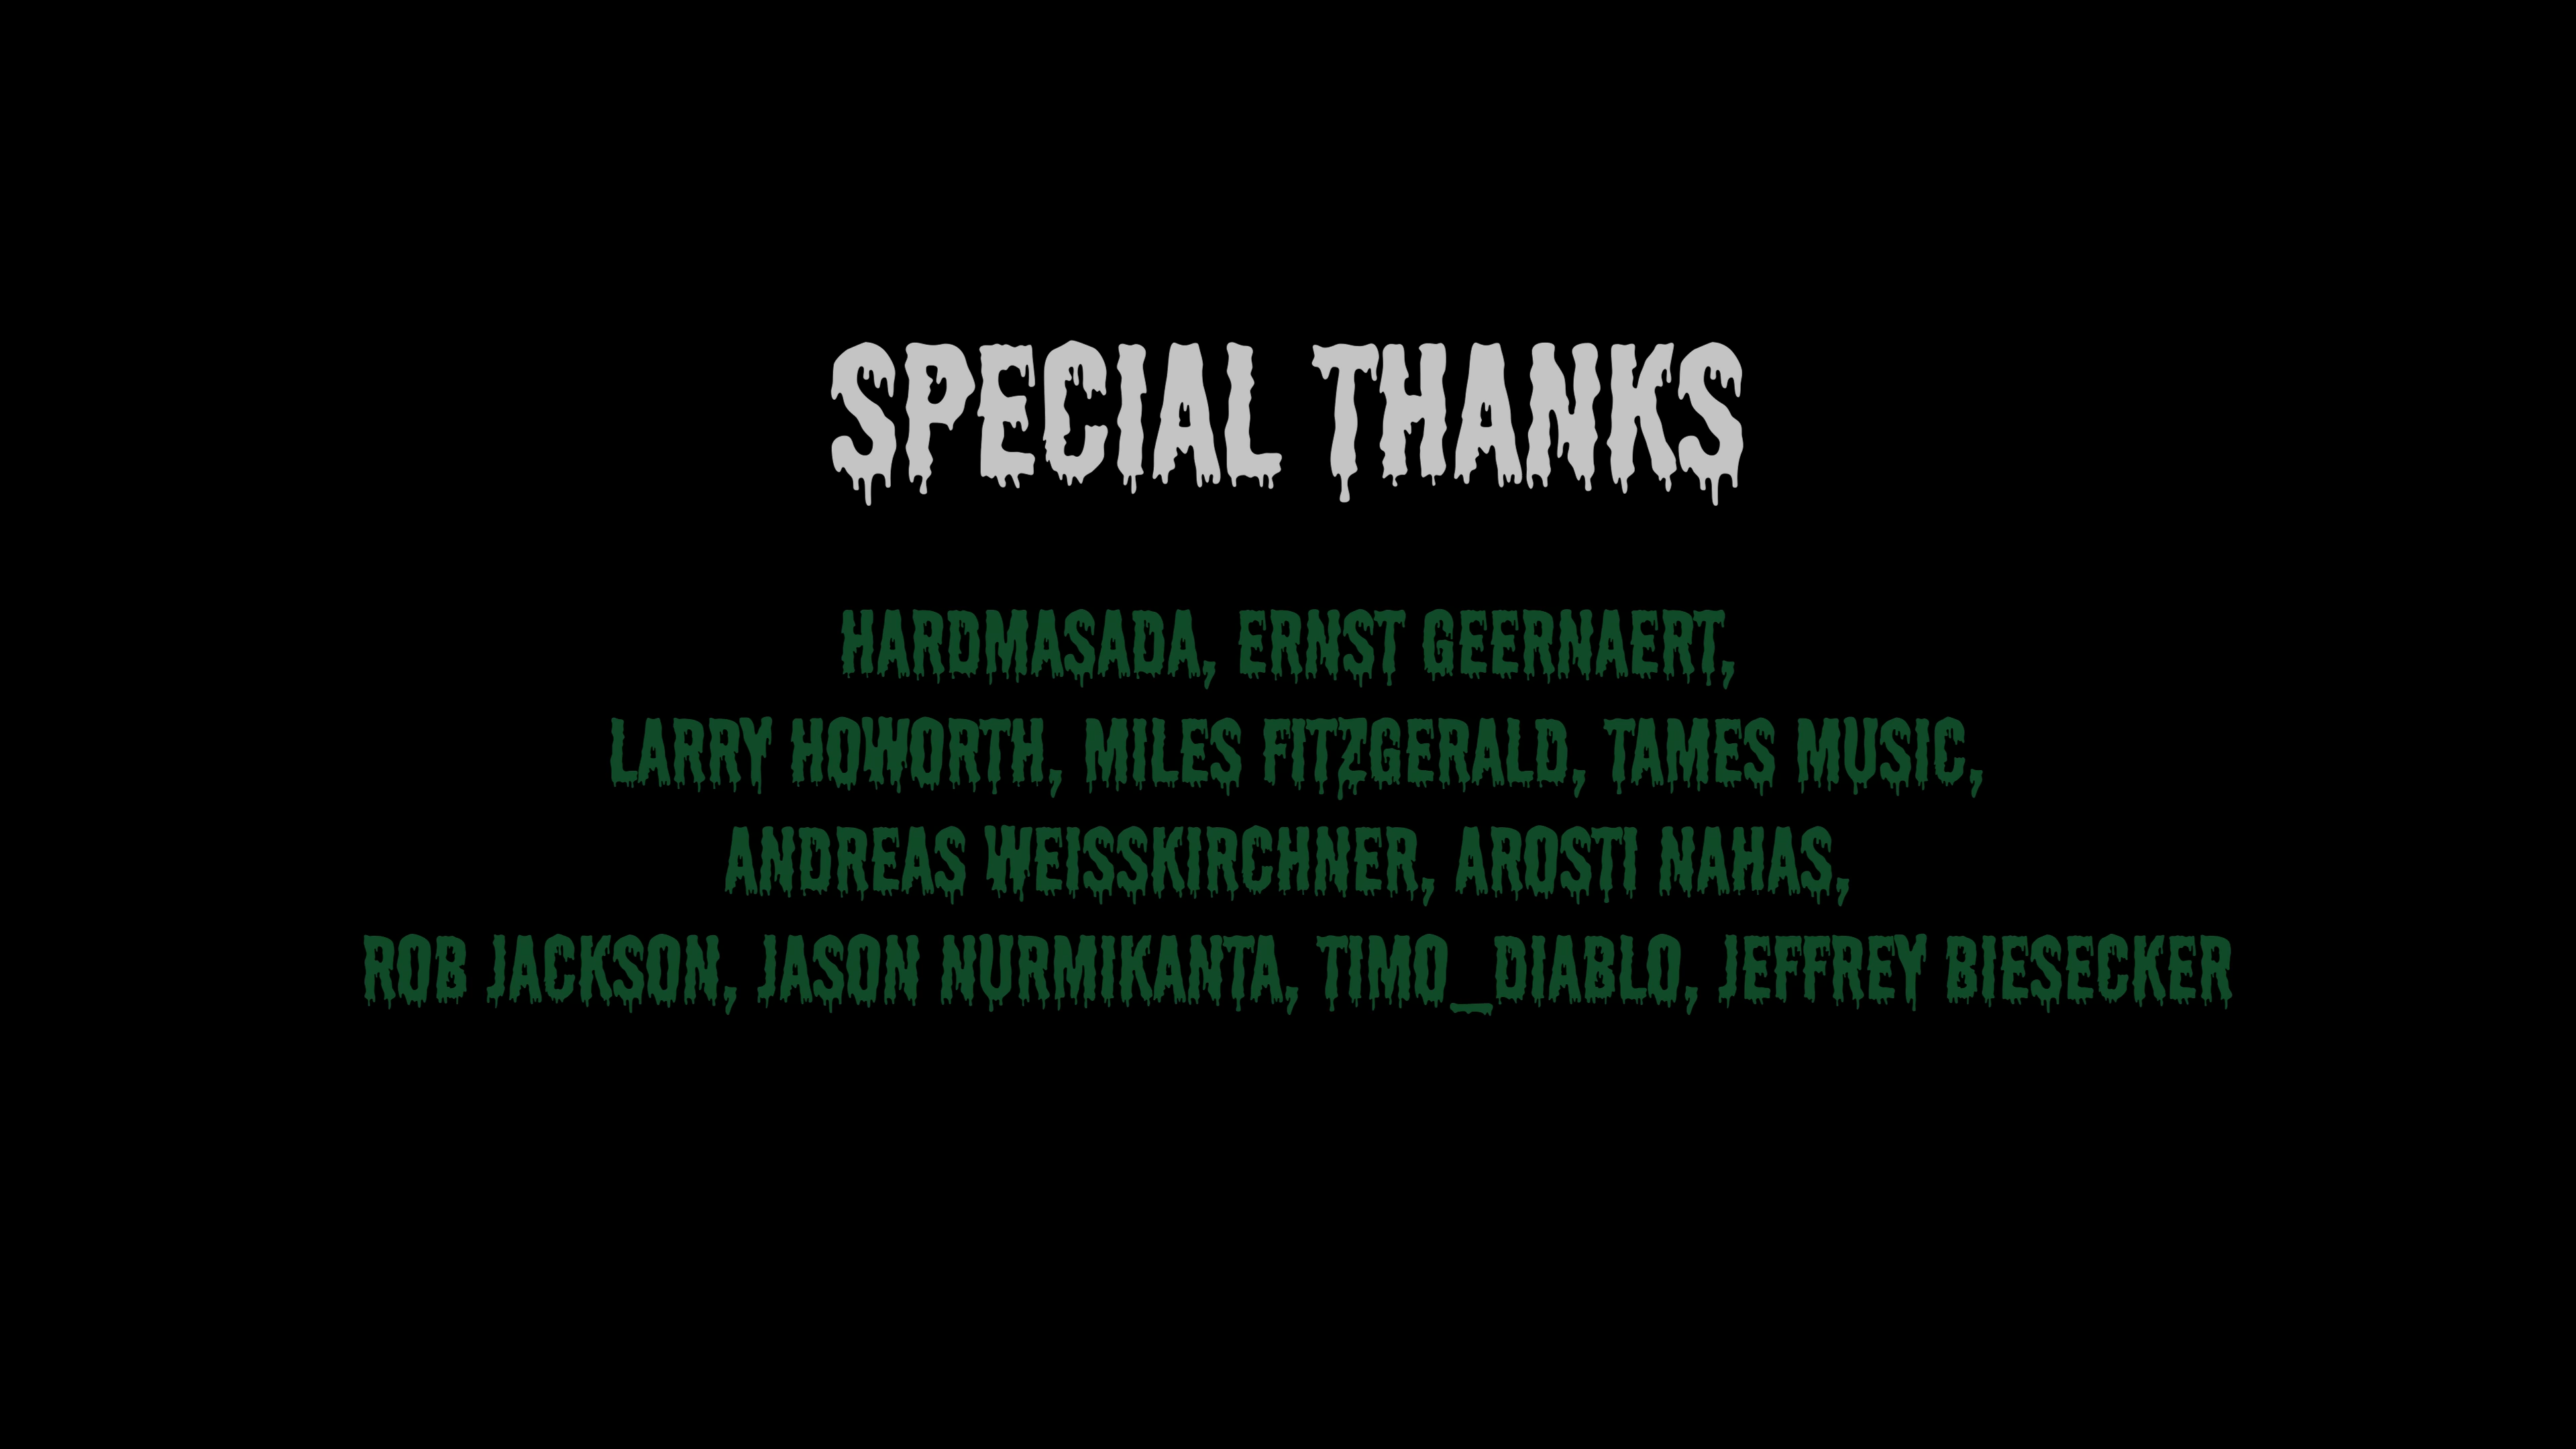 SPECIAL THANKS
HARDMASADA, ERNST GEERNAERT,
LARRY HOWORTH, MILES FITZGERALD, TAMES MUSIC,
ANDREAS WEISSKIRCHNER, AROSTI NAHAS,
ROB JACKSON, JASON NURMIKANTA, TIMO_DIABLO, JEFFREY BIESECKER